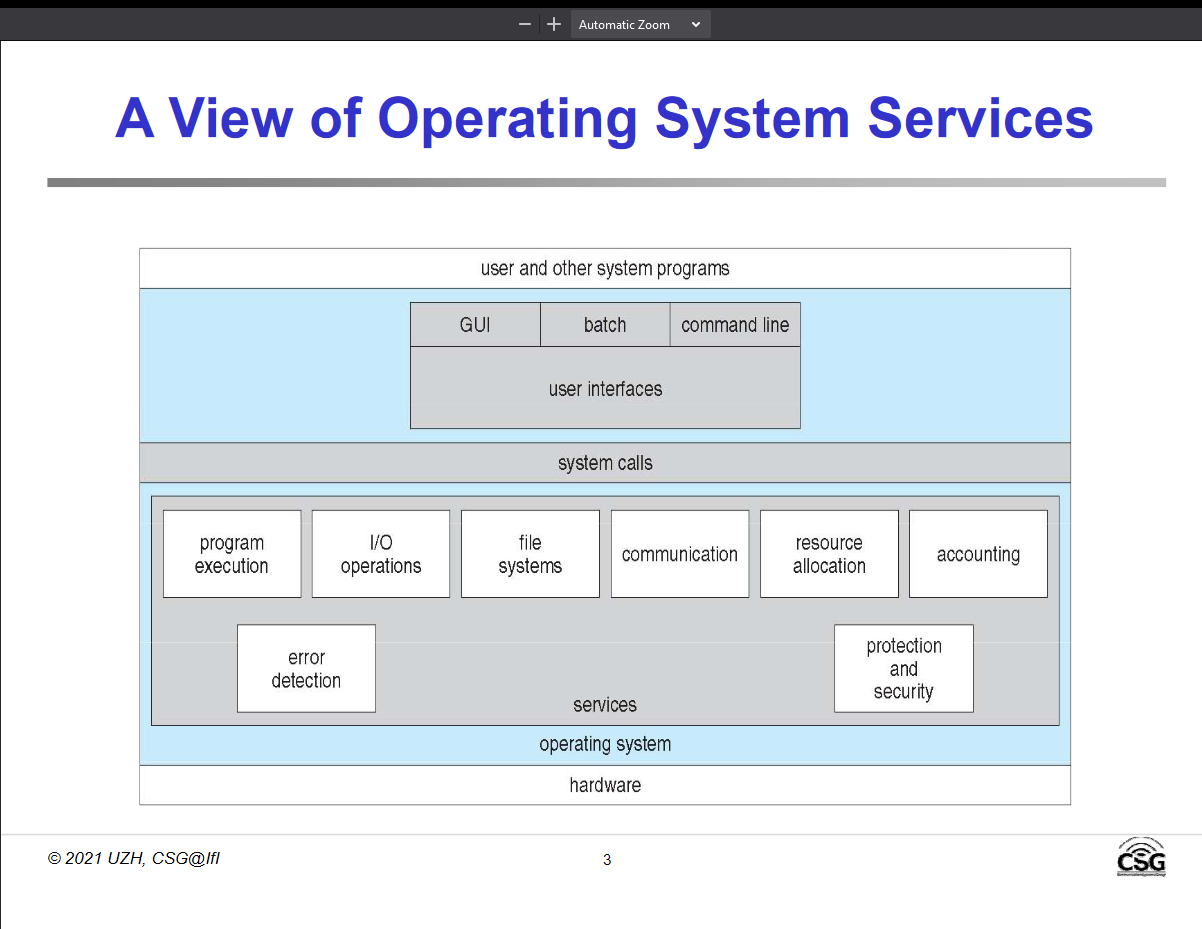 Automatic Zoom
A View of Operating System Services
user and other system programs
GUI
batch
command line
user interfaces
system calls
program
execution
I/O
operations
file
systems
communication
resource
allocation
accounting
error
detection
protection
and
security
services
operating system
hardware
© 2021 UZH, CSG@IfI
3
CSG